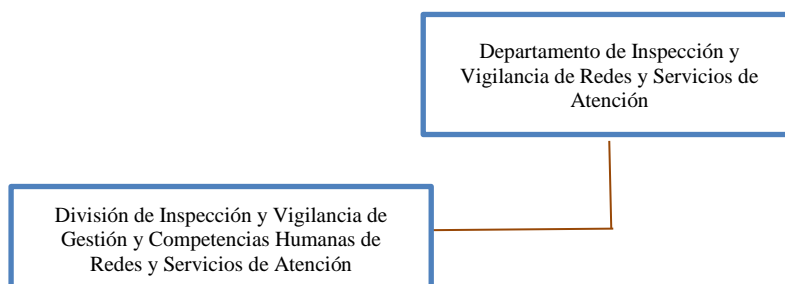 Departamento de Inspección y
Vigilancia de Redes y Servicios de
Atención
División de Inspección y Vigilancia de
Gestión y Competencias Humanas de
Redes y Servicios de Atención